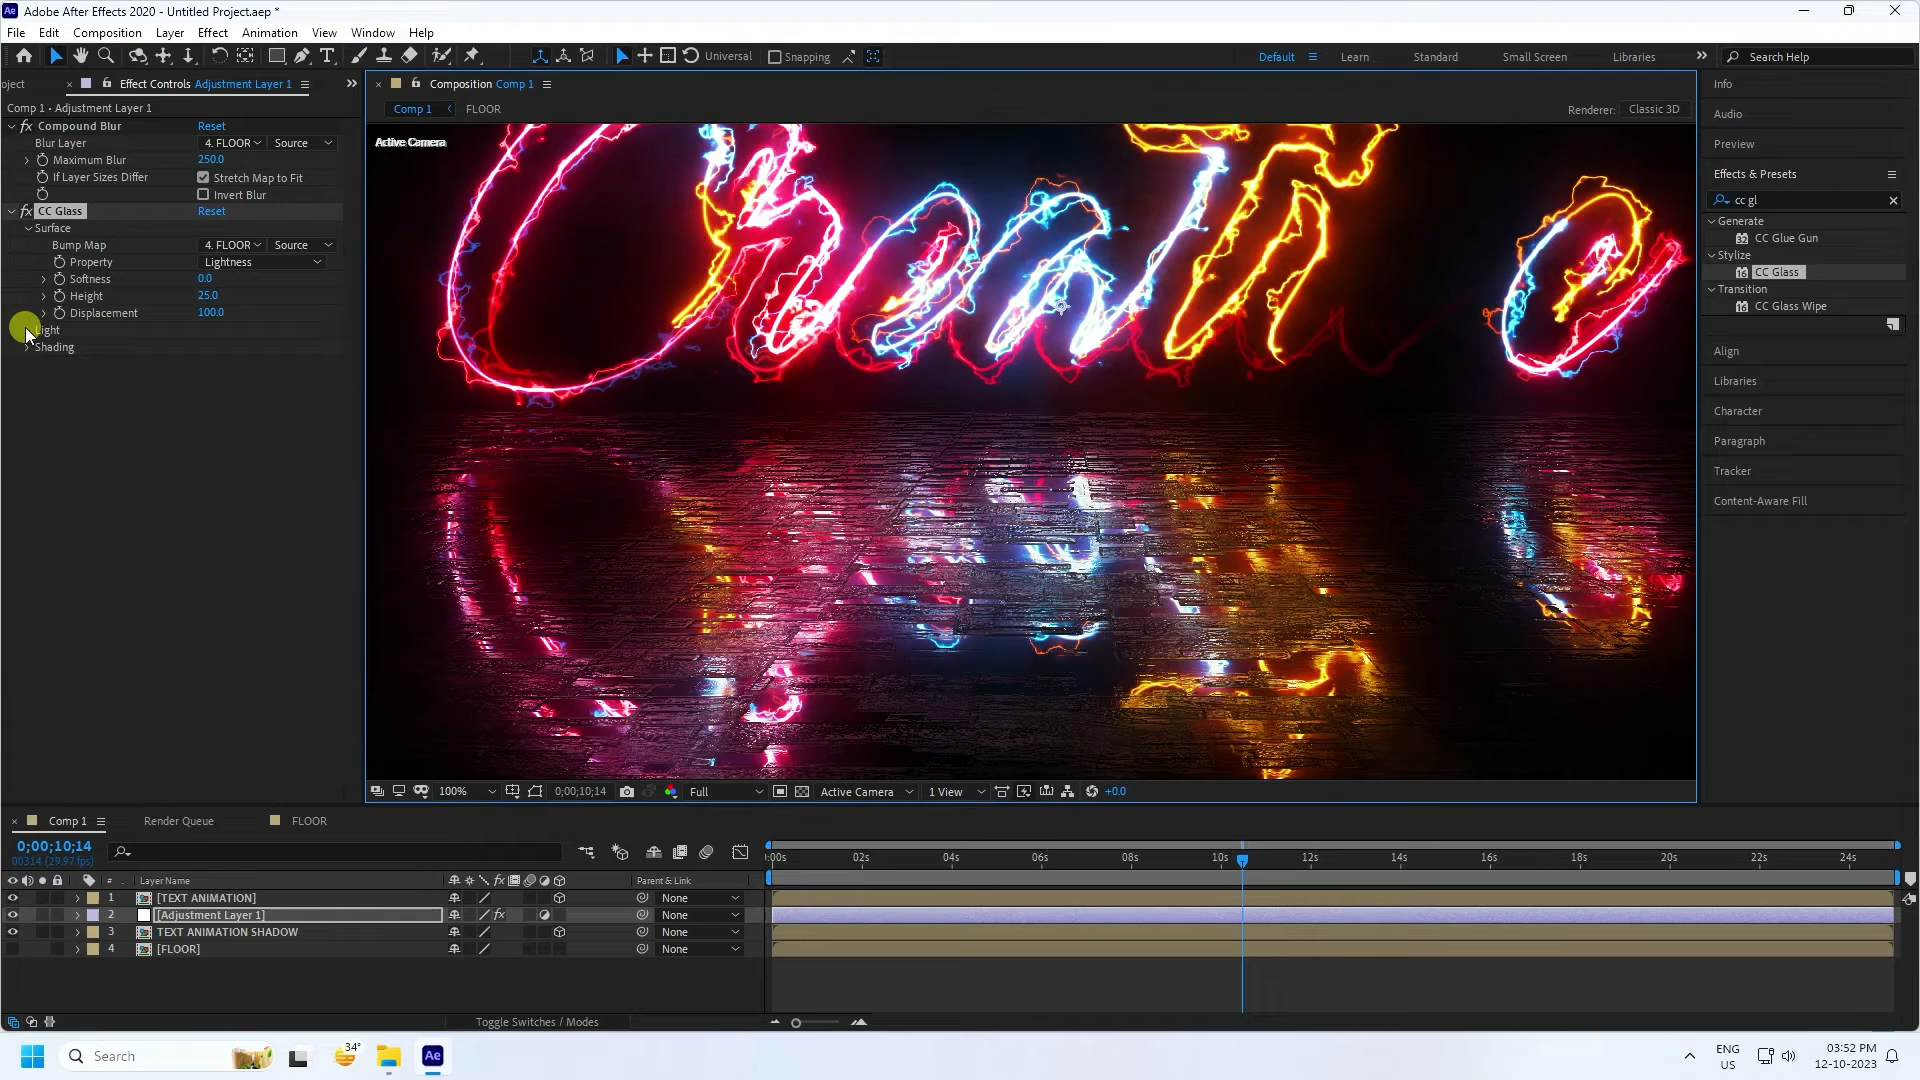 Adobe After Effects 2020 - Untitled Project.aep *
File Edit Composition Layer Effect Animation View Window Help
Universal Snapping Default Learn Standard Small Screen Libraries Search Help
oject Effect Controls Adjustment Layer 1
Comp 1 • Adjustment Layer 1
Compound Blur Reset
Blur Layer 4. FLOOR Source
Maximum Blur 250.0
If Layer Sizes Differ Stretch Map to Fit
Invert Blur
CC Glass Reset
Surface
Bump Map 4. FLOOR Source
Property Lightness
Softness 0.0
Height 25.0
Displacement 100.0
Light
Shading
Composition Comp 1
Comp 1 FLOOR
Renderer: Classic 3D
Active Camera
100% 0;00;10;14 Full Active Camera 1 View +0.0
Info
Audio
Preview
Effects & Presets
cc gl
Generate
CC Glue Gun
Stylize
CC Glass
Transition
CC Glass Wipe
Align
Libraries
Character
Paragraph
Tracker
Content-Aware Fill
Comp 1 Render Queue FLOOR
0;00;10;14
00314 (29.97 fps)
:00s 02s 04s 06s 08s 10s 12s 14s 16s 18s 20s 22s 24s
# Layer Name Parent & Link
1 [TEXT ANIMATION] None
2 [Adjustment Layer 1] None
3 TEXT ANIMATION SHADOW None
4 [FLOOR] None
Toggle Switches / Modes
Search
34°
ENG
US
03:52 PM
12-10-2023